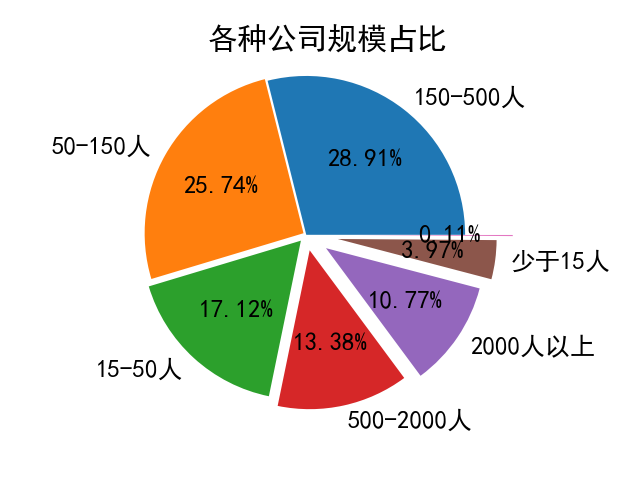 各种公司规模占比
150-500人
50-150人
28.91%
25.74%
0.11%
3.97%
少于15人
10.77%
17.12%
13.38%
2000人以上
15-50人
500-2000人